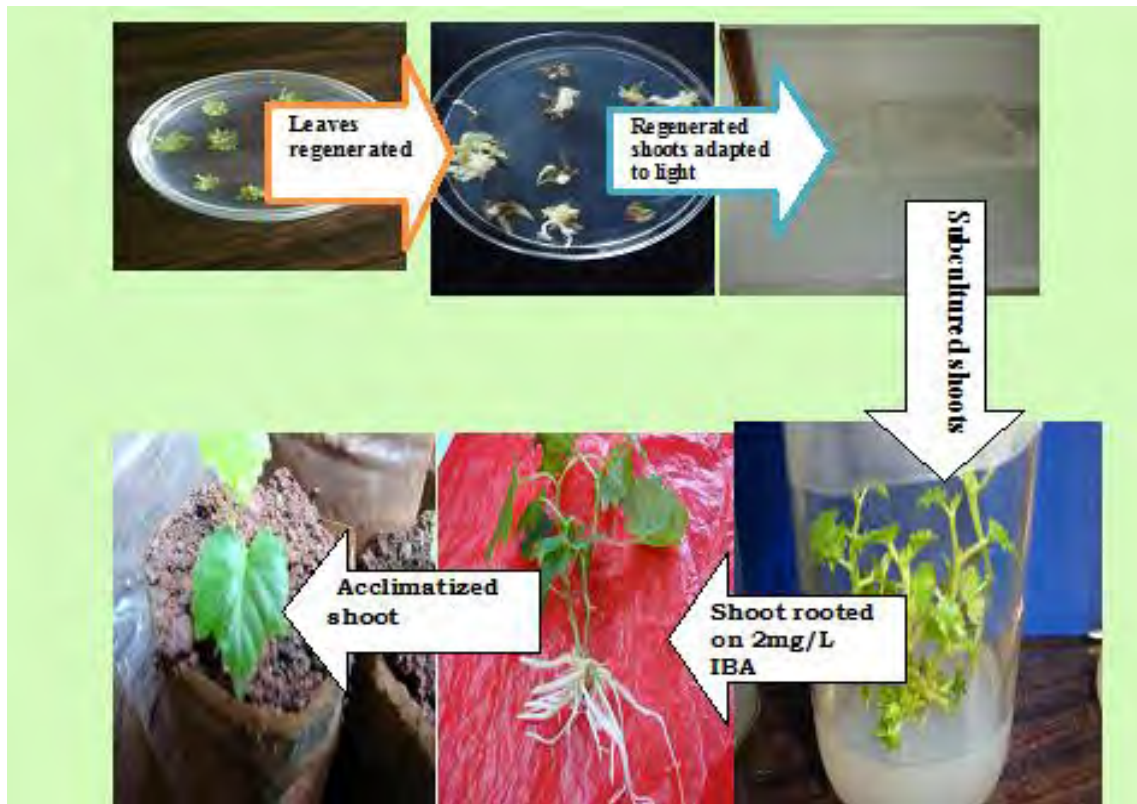 Leaves
regenerated
Regenerated
shoots adapted
to light
Subcultured shoots
Shoot rooted
on 2mg/L
IBA
Acclimatized
shoot